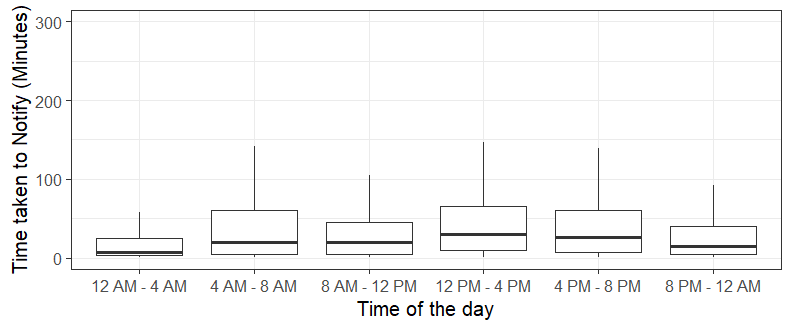 Time taken to Notify (Minutes)
300
200
100
0
12 AM - 4 AM
4 AM - 8 AM
8 AM - 12 PM
12 PM - 4 PM
4 PM - 8 PM
8 PM - 12 AM
Time of the day